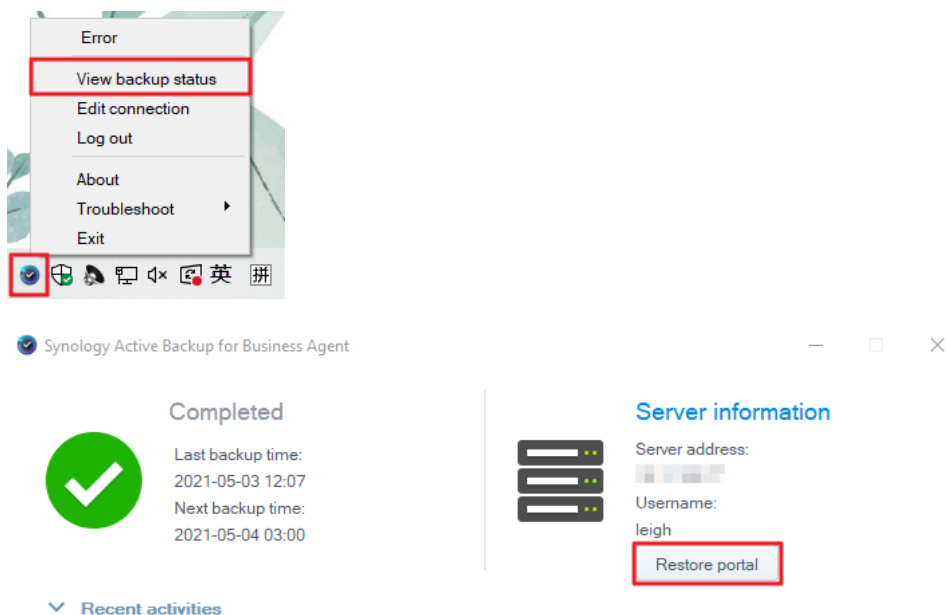 Error
View backup status
Edit connection
Log out
About
Troubleshoot
Exit
英 拼
Synology Active Backup for Business Agent
Completed
Last backup time:
2021-05-03 12:07
Next backup time:
2021-05-04 03:00
Server information
Server address:
Username:
leigh
Restore portal
Recent activities